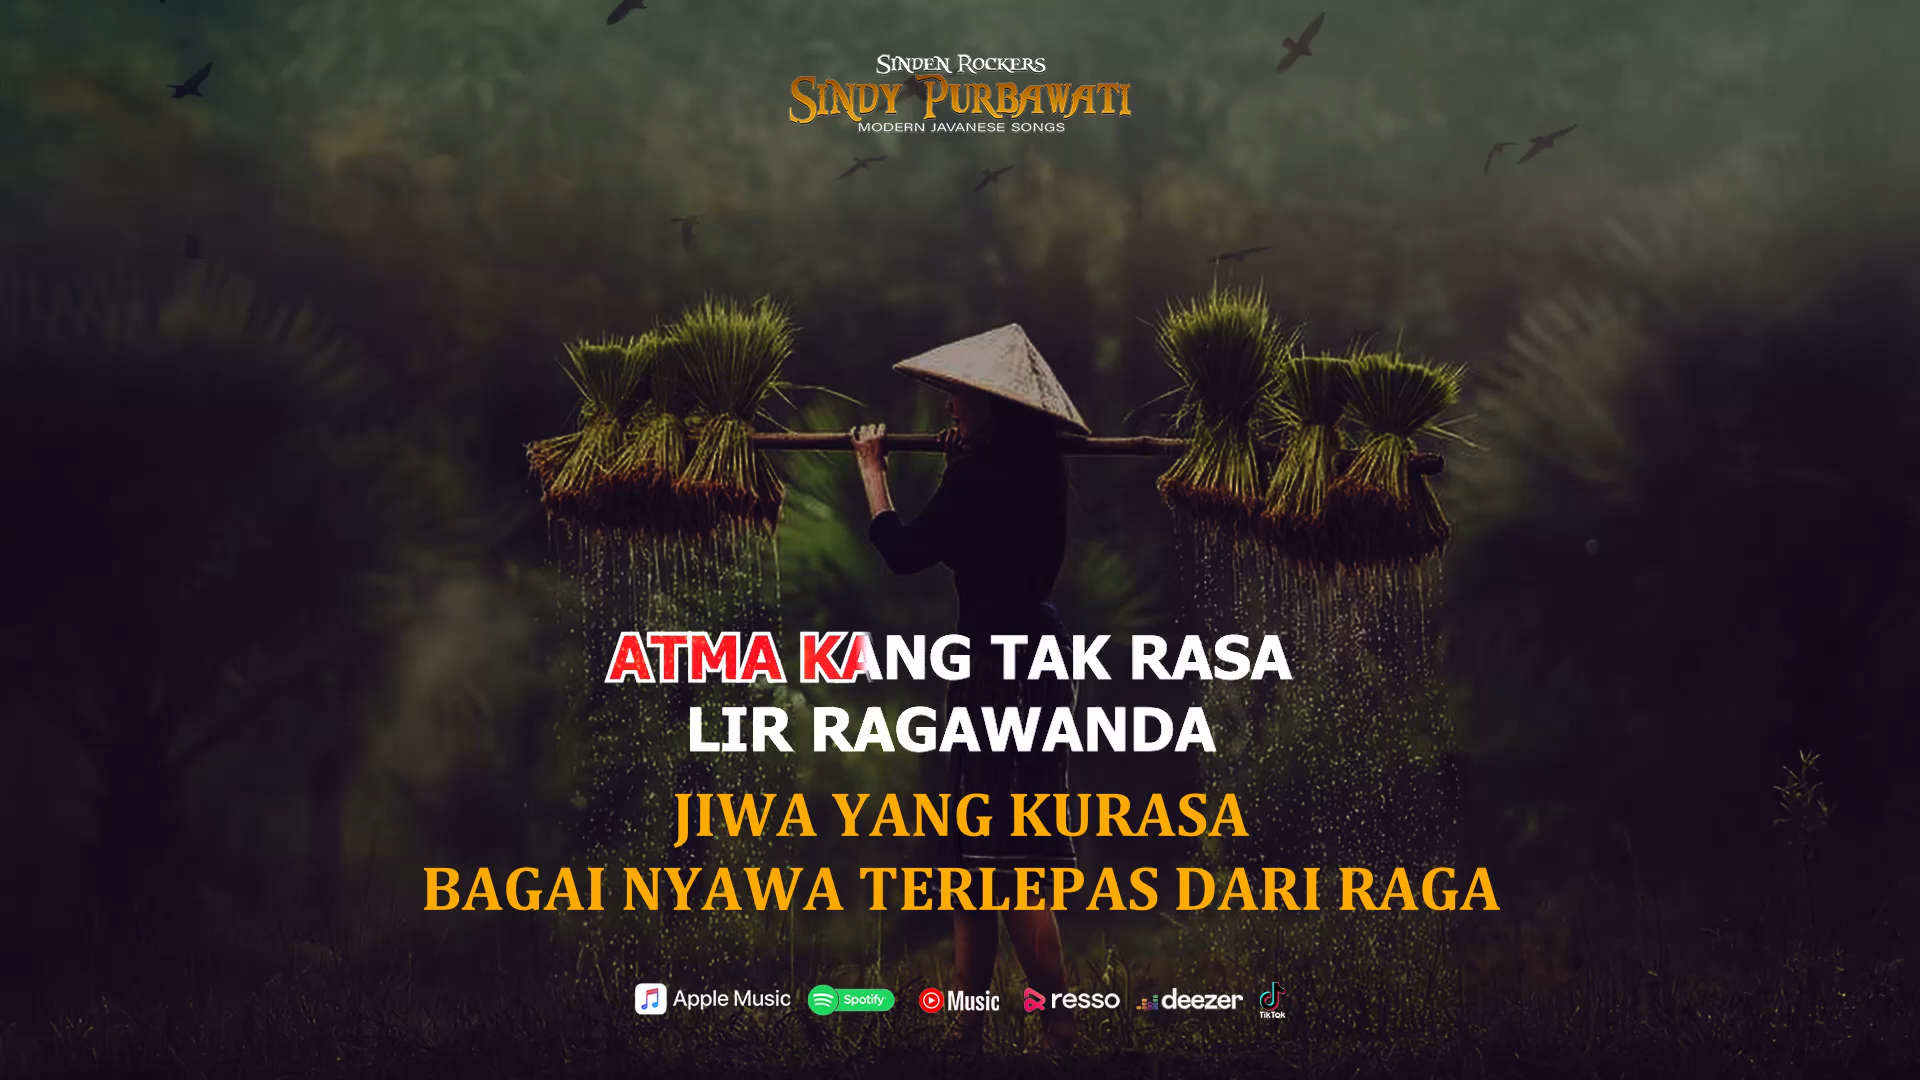 SINDEN ROCKERS
SINDY PURBAWATI
MODERN JAVANESE SONGS
ATMA KANG TAK RASA
LIR RAGAWANDA
JIWA YANG KURASA
BAGAI NYAWA TERLEPAS DARI RAGA
Apple Music Spotify Music resso deezer TikTok